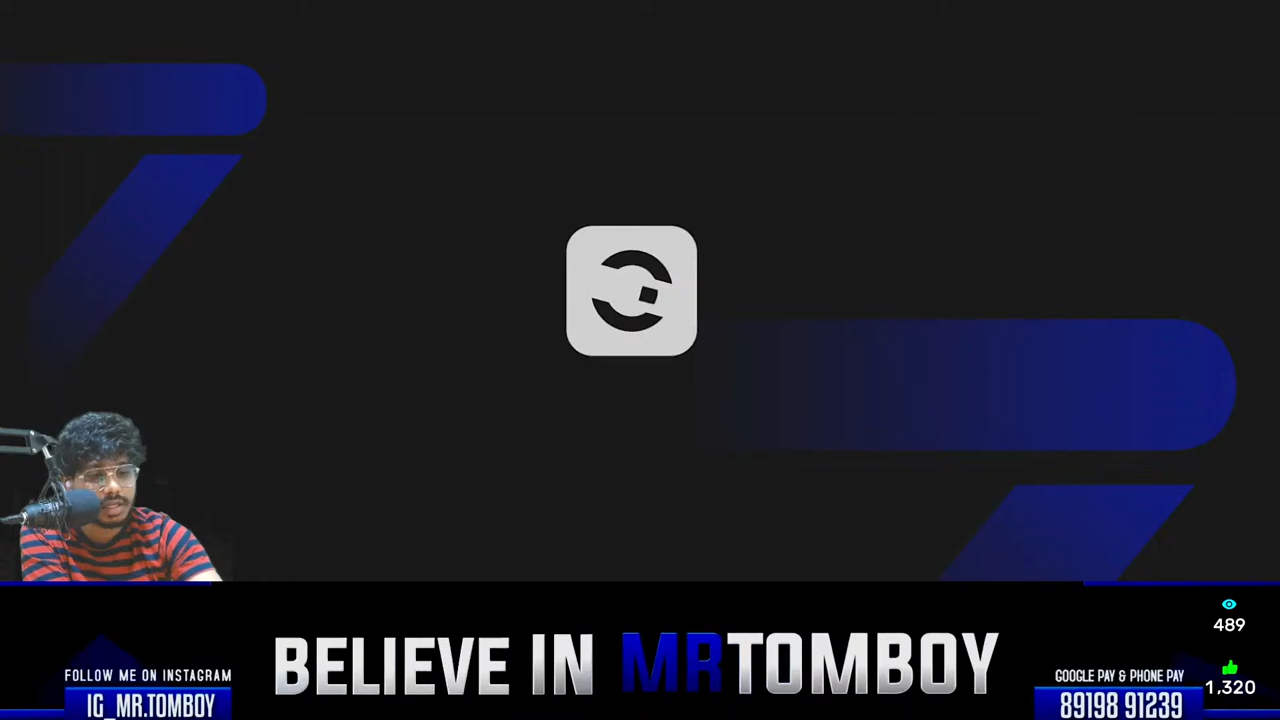 489
FOLLOW ME ON INSTAGRAM
IG_MR.TOMBOY
BELIEVE IN MRTOMBOY
GOOGLE PAY & PHONE PAY
89198 91239
1,320